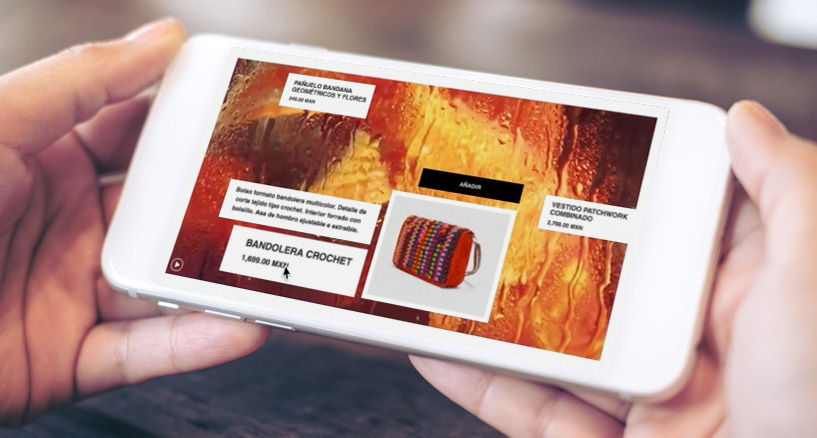 PAÑUELO BANDANA
GEOMÉTRICOS Y FLORES
249.00 MXN
AÑADIR
Bolso formato bandolera multicolor. Detalle de
corte tejido tipo crochet. Interior forrado con
bolsillo. Asa de hombro ajustable e extraíble.
VESTIDO PATCHWORK
COMBINADO
2,799.00 MXN
BANDOLERA CROCHET
1,699.00 MXN